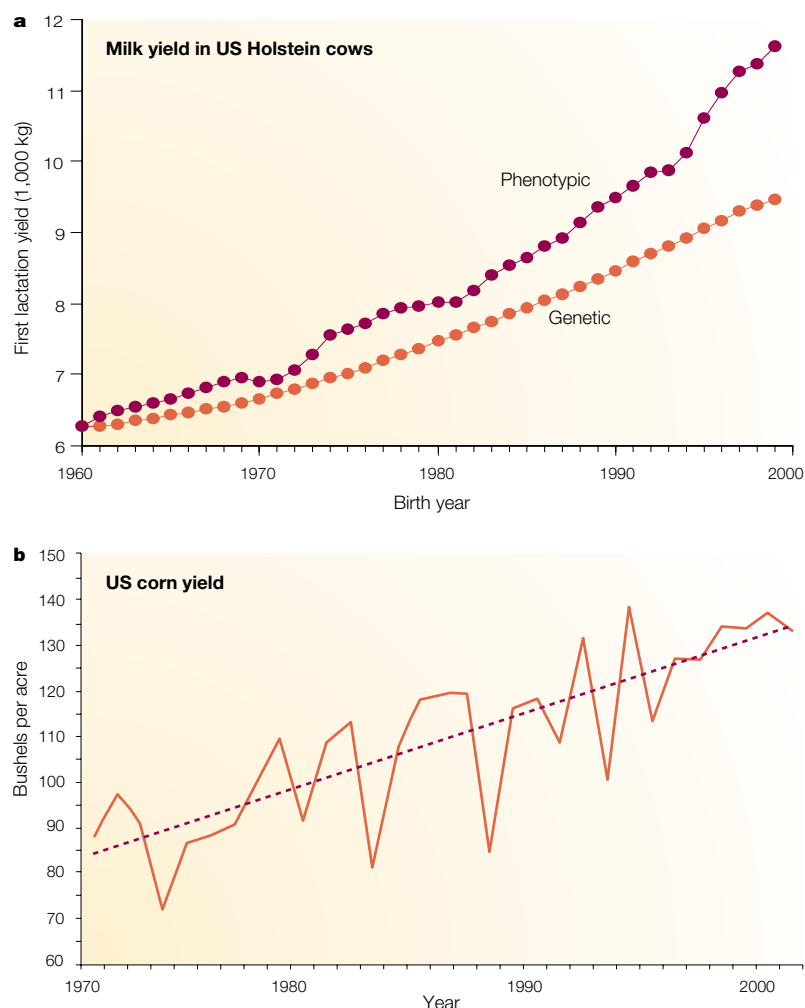 a
Milk yield in US Holstein cows
First lactation yield (1,000 kg)
12
11
10
9
8
7
6
Phenotypic
Genetic
1960
1970
1980
1990
2000
Birth year
b
US corn yield
Bushels per acre
150
140
130
120
110
100
90
80
70
60
1970
1980
1990
2000
Year